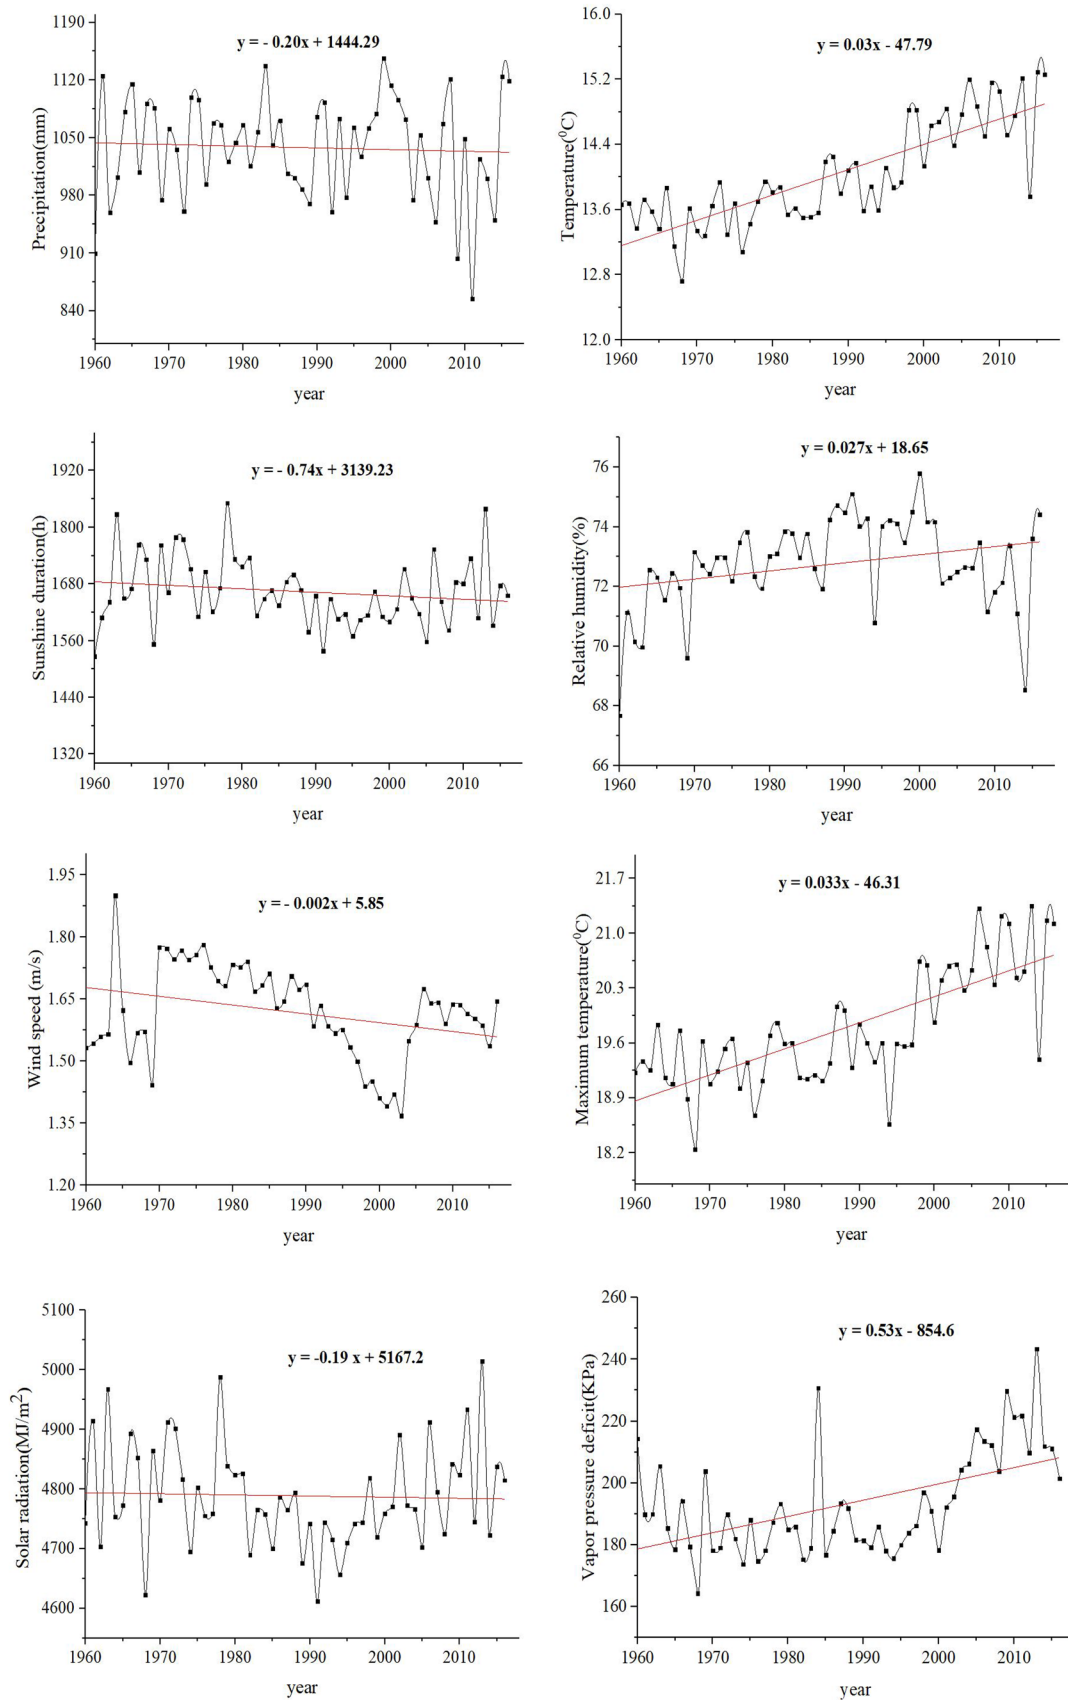 y = - 0.20x + 1444.29
Precipitation(mm)
1190
1120
1050
980
910
840
1960 1970 1980 1990 2000 2010
year
y = 0.03x - 47.79
Temperature(⁰C)
16.0
15.2
14.4
13.6
12.8
12.0
1960 1970 1980 1990 2000 2010
year
y = - 0.74x + 3139.23
Sunshine duration(h)
1920
1800
1680
1560
1440
1320
1960 1970 1980 1990 2000 2010
year
y = 0.027x + 18.65
Relative humidity(%)
76
74
72
70
68
66
1960 1970 1980 1990 2000 2010
year
y = - 0.002x + 5.85
Wind speed (m/s)
1.95
1.80
1.65
1.50
1.35
1.20
1960 1970 1980 1990 2000 2010
year
y = 0.033x - 46.31
Maximum temperature(⁰C)
21.7
21.0
20.3
19.6
18.9
18.2
1960 1970 1980 1990 2000 2010
year
y = -0.19 x + 5167.2
Solar radiation(MJ/m²)
5100
5000
4900
4800
4700
4600
1960 1970 1980 1990 2000 2010
year
y = 0.53x - 854.6
Vapor pressure deficit(KPa)
260
240
220
200
180
160
1960 1970 1980 1990 2000 2010
year